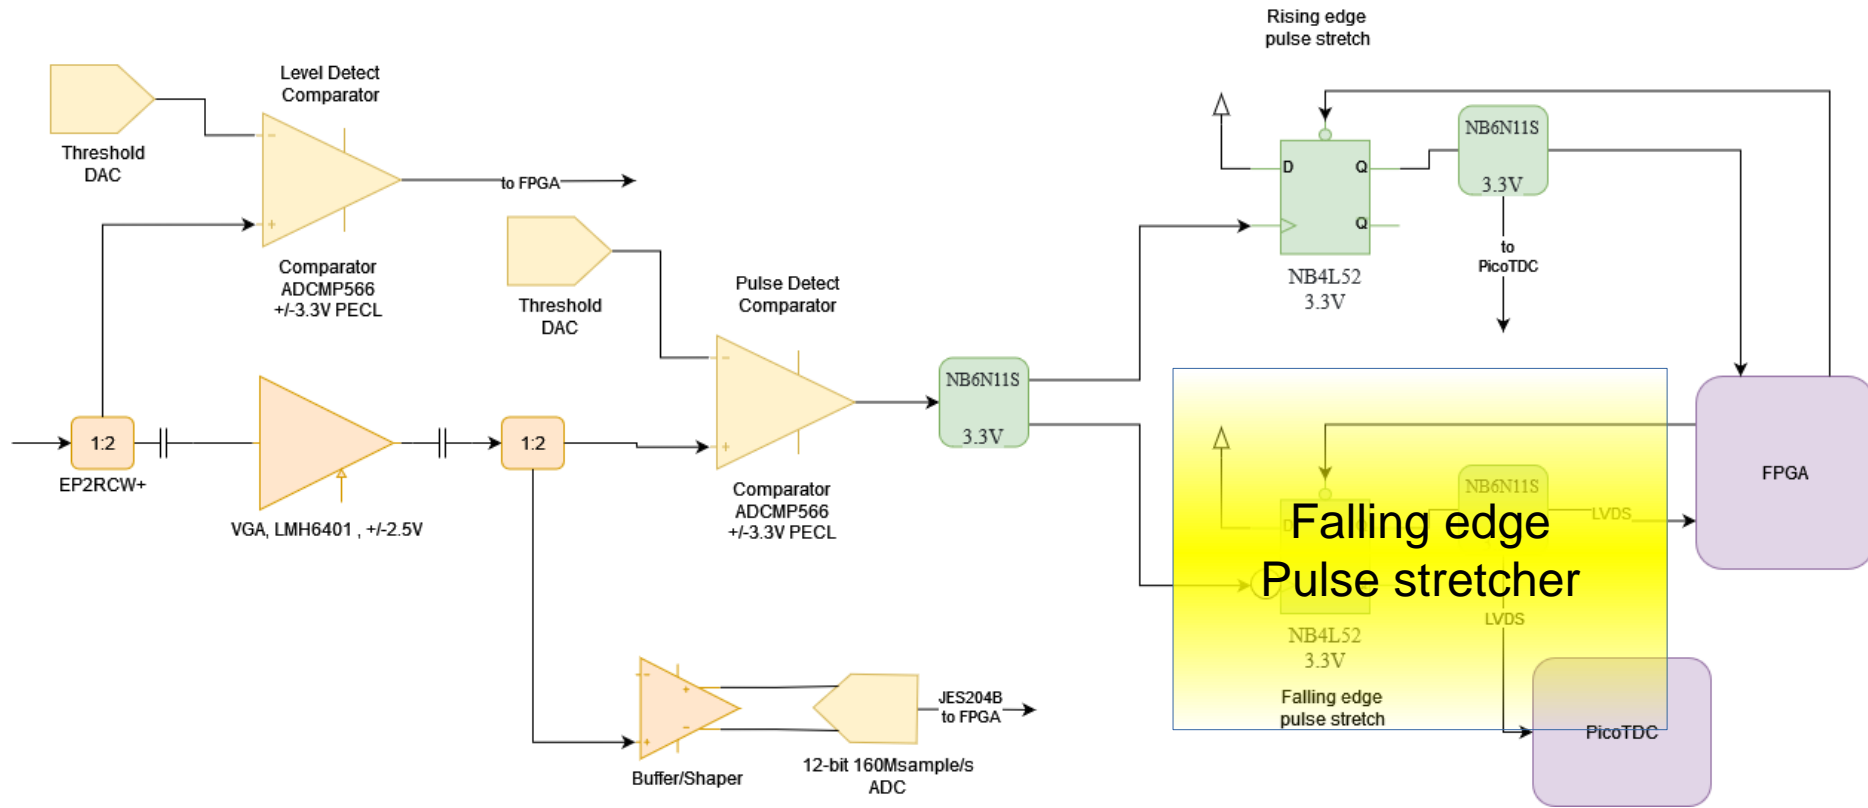 Rising edge
pulse stretch
Level Detect
Comparator
Threshold
DAC
−
+
to FPGA
Comparator
ADCMP566
+/-3.3V PECL
Threshold
DAC
Pulse Detect
Comparator
−
+
Comparator
ADCMP566
+/-3.3V PECL
1:2
EP2RCW+
VGA, LMH6401 , +/-2.5V
1:2
NB6N11S
3.3V
D
Q
Q
NB4L52
3.3V
NB6N11S
3.3V
to
PicoTDC
FPGA
NB6N11S
LVDS
D
Falling edge
Pulse stretcher
LVDS
NB4L52
3.3V
Falling edge
pulse stretch
PicoTDC
−
+
+
−
Buffer/Shaper
JES204B
to FPGA
12-bit 160Msample/s
ADC